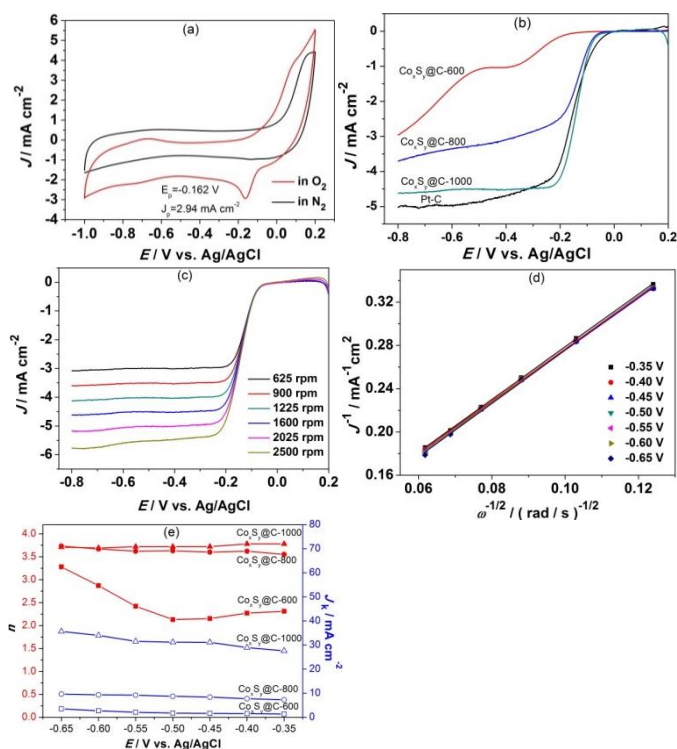 (a)
J / mA cm-2
6
5
4
3
2
1
0
-1
-2
-3
in O2
in N2
Ep=-0.162 V
Jp=2.94 mA cm-2
-1.0 -0.8 -0.6 -0.4 -0.2 0.0 0.2
E / V vs. Ag/AgCl
(b)
J / mA cm-2
0
-1
-2
-3
-4
-5
-6
CoxSy@C-600
CoxSy@C-800
CoxSy@C-1000
Pt-C
-0.8 -0.6 -0.4 -0.2 0.0 0.2
E / V vs. Ag/AgCl
(c)
J / mA cm-2
0
-1
-2
-3
-4
-5
-6
625 rpm
900 rpm
1225 rpm
1600 rpm
2025 rpm
2500 rpm
-0.8 -0.6 -0.4 -0.2 0.0 0.2
E / V vs. Ag/AgCl
(d)
J-1 / mA-1cm2
0.32
0.28
0.24
0.20
0.16
-0.35 V
-0.40 V
-0.45 V
-0.50 V
-0.55 V
-0.60 V
-0.65 V
0.06 0.08 0.10 0.12
ω-1/2 / ( rad / s )-1/2
(e)
n
4.0
3.5
3.0
2.5
2.0
1.5
1.0
0.5
0.0
CoxSy@C-1000
CoxSy@C-800
CoxSy@C-600
CoxSy@C-1000
CoxSy@C-800
CoxSy@C-600
80
70
60
50
40
30
20
10
0
Jk / mA cm-2
-0.65 -0.60 -0.55 -0.50 -0.45 -0.40 -0.35
E / V vs. Ag/AgCl